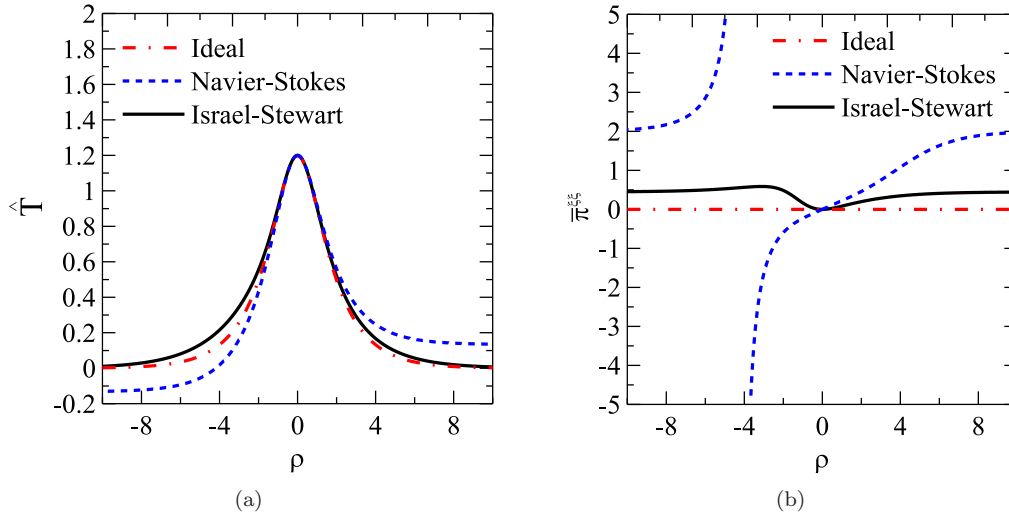 2
1.8
1.6
1.4
1.2
1
0.8
0.6
0.4
0.2
0
-0.2
T̂
Ideal
Navier-Stokes
Israel-Stewart
-8 -4 0 4 8
ρ
(a)
5
4
3
2
1
0
-1
-2
-3
-4
-5
π̄^ξξ
Ideal
Navier-Stokes
Israel-Stewart
-8 -4 0 4 8
ρ
(b)